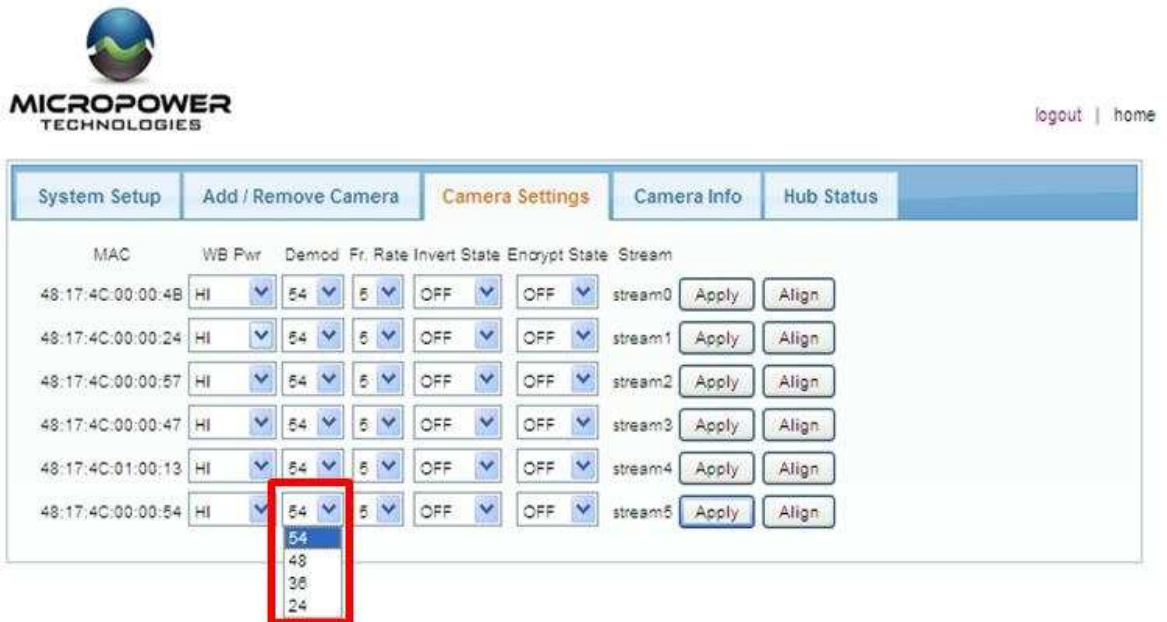 MICROPOWER
TECHNOLOGIES
logout | home
System Setup Add / Remove Camera Camera Settings Camera Info Hub Status
MAC WB Pwr Demod Fr. Rate Invert State Encrypt State Stream
48:17:4C:00:00:4B HI 54 5 OFF OFF stream0 Apply Align
48:17:4C:00:00:24 HI 54 5 OFF OFF stream1 Apply Align
48:17:4C:00:00:57 HI 54 5 OFF OFF stream2 Apply Align
48:17:4C:00:00:47 HI 54 5 OFF OFF stream3 Apply Align
48:17:4C:01:00:13 HI 54 5 OFF OFF stream4 Apply Align
48:17:4C:00:00:54 HI 54 5 OFF OFF stream5 Apply Align
54
48
36
24